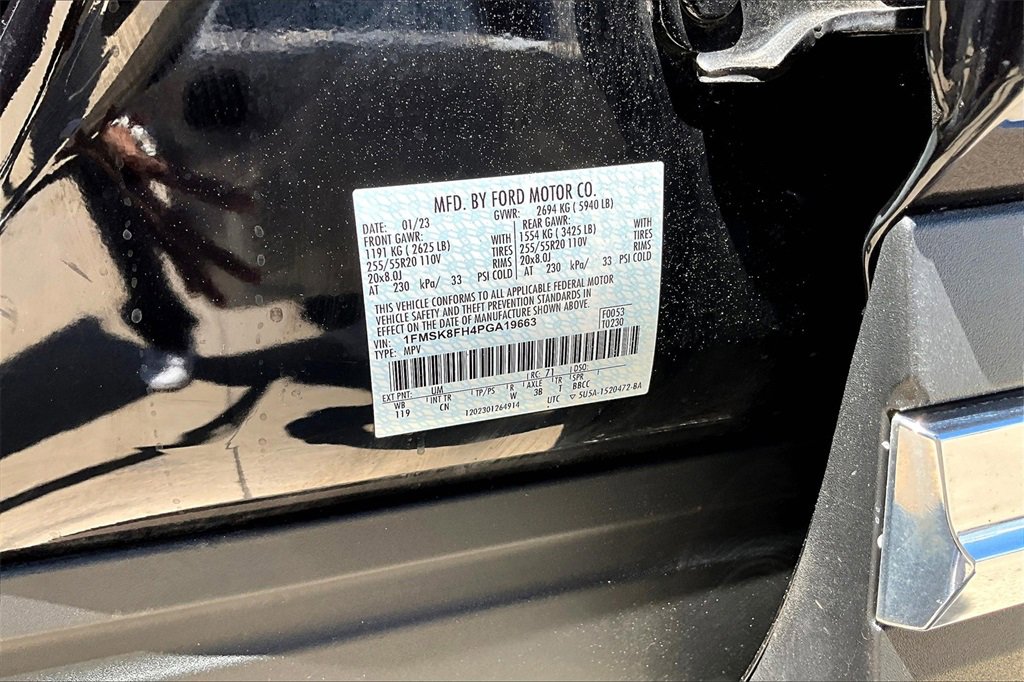 MFD. BY FORD MOTOR CO.
DATE: 01/23 GVWR: 2694 KG ( 5940 LB)
FRONT GAWR: REAR GAWR:
1191 KG ( 2625 LB) WITH 1554 KG ( 3425 LB) WITH
255/55R20 110V TIRES 255/55R20 110V TIRES
20x8.0J RIMS 20x8.0J RIMS
AT 230 kPa/ 33 PSI COLD AT 230 kPa/ 33 PSI COLD
THIS VEHICLE CONFORMS TO ALL APPLICABLE FEDERAL MOTOR
VEHICLE SAFETY AND THEFT PREVENTION STANDARDS IN
EFFECT ON THE DATE OF MANUFACTURE SHOWN ABOVE.
VIN: 1FMSK8FH4PGA19663 F0053
TYPE: MPV T0230
EXT PNT: UM RC: 71 DSO:
WB INT TR TP/PS R AXLE TR SPR
119 CN W 3B T BBCC
1202301264914 UTC ▽ 5U5A-1520472-BA